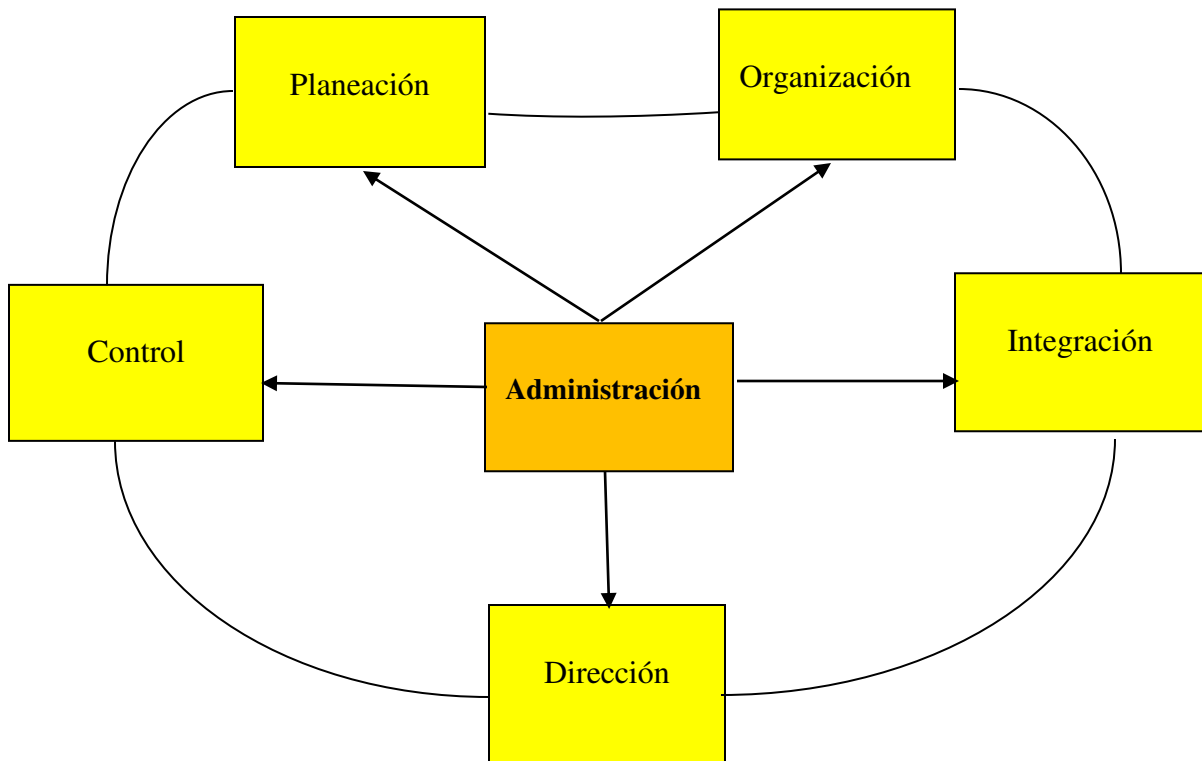 Planeación
Organización
Control
Administración
Integración
Dirección